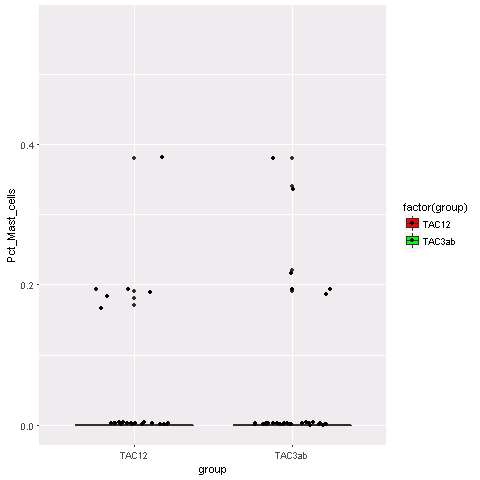 Pct_Mast_cells
0.4
0.2
0.0
TAC12
TAC3ab
group
factor(group)
TAC12
TAC3ab